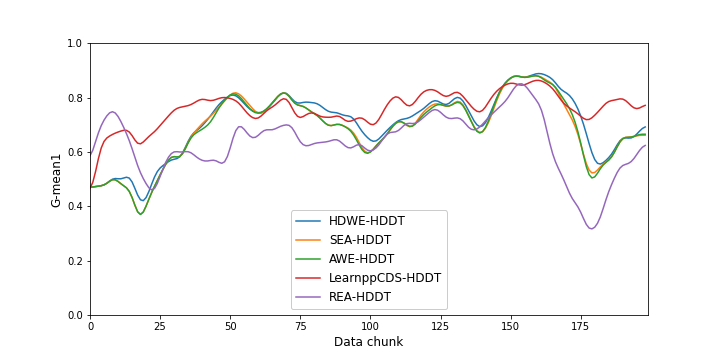 1.0
0.8
0.6
0.4
0.2
0.0
G-mean1
0
25
50
75
100
125
150
175
Data chunk
HDWE-HDDT
SEA-HDDT
AWE-HDDT
LearnppCDS-HDDT
REA-HDDT